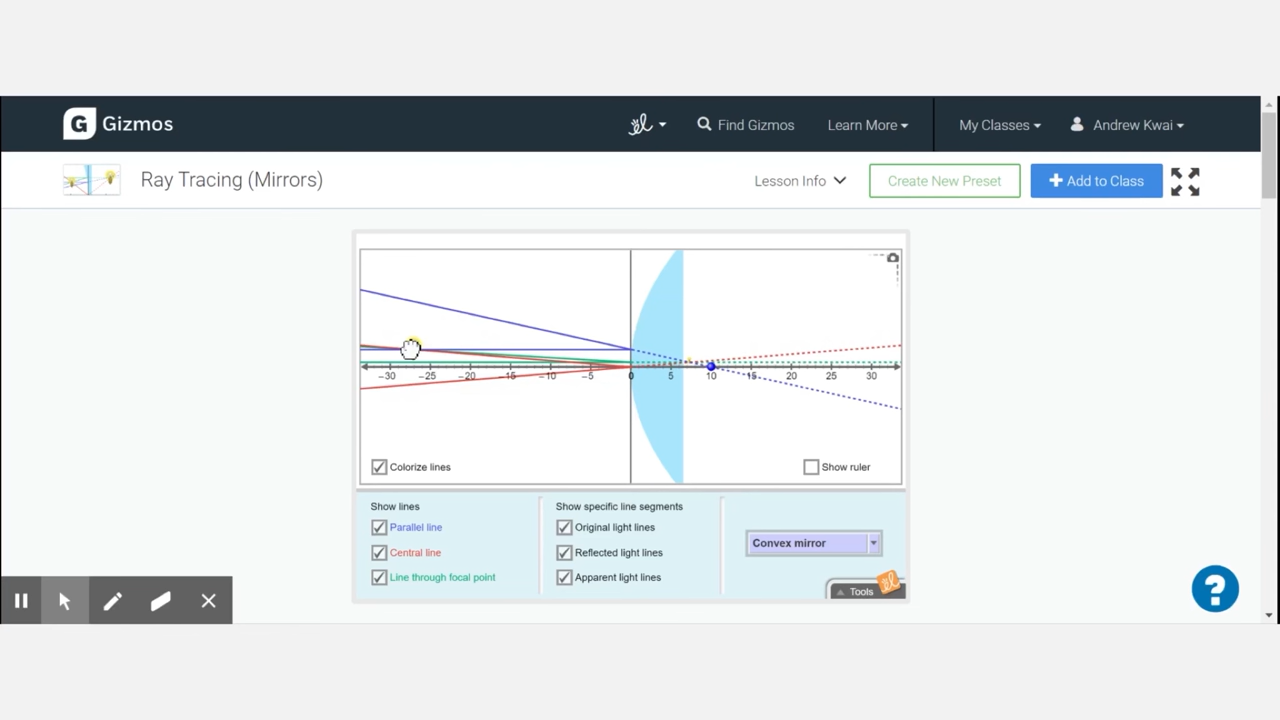 G Gizmos
Find Gizmos
Learn More
My Classes
Andrew Kwai
Ray Tracing (Mirrors)
Lesson Info
Create New Preset
+ Add to Class
−30 −25 −20 −15 −10 −5 0 5 10 15 20 25 30
Colorize lines
Show ruler
Show lines
Parallel line
Central line
Line through focal point
Show specific line segments
Original light lines
Reflected light lines
Apparent light lines
Convex mirror
Tools
?